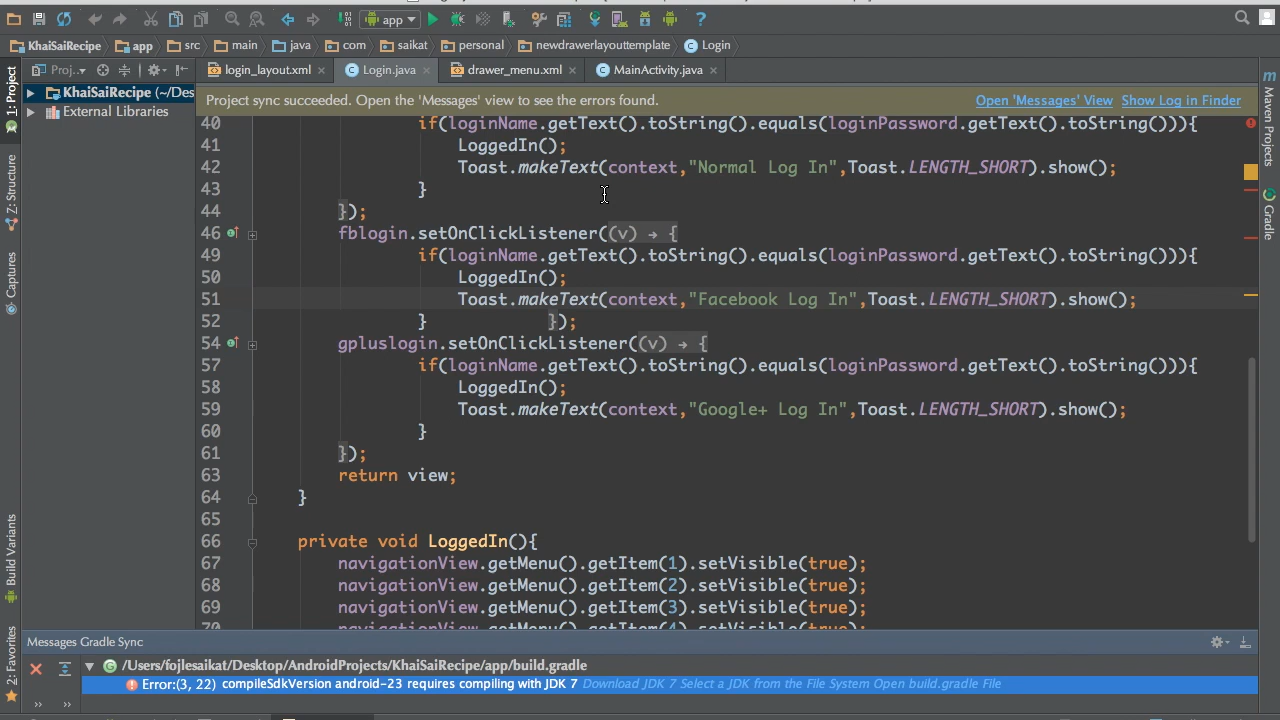 app
KhaiSaiRecipe app src main java com saikat personal newdrawerlayouttemplate Login
Proj.. login_layout.xml Login.java drawer_menu.xml MainActivity.java
Project sync succeeded. Open the 'Messages' view to see the errors found. Open 'Messages' View Show Log in Finder
KhaiSaiRecipe (~/Des
External Libraries
1: Project
Z: Structure
Captures
Build Variants
2: Favorites
Maven Projects
Gradle
40 if(loginName.getText().toString().equals(loginPassword.getText().toString())){
41 LoggedIn();
42 Toast.makeText(context,"Normal Log In",Toast.LENGTH_SHORT).show();
43 }
44 });
46 fblogin.setOnClickListener((v) → {
49 if(loginName.getText().toString().equals(loginPassword.getText().toString())){
50 LoggedIn();
51 Toast.makeText(context,"Facebook Log In",Toast.LENGTH_SHORT).show();
52 } });
54 gpluslogin.setOnClickListener((v) → {
57 if(loginName.getText().toString().equals(loginPassword.getText().toString())){
58 LoggedIn();
59 Toast.makeText(context,"Google+ Log In",Toast.LENGTH_SHORT).show();
60 }
61 });
63 return view;
64 }
65
66 private void LoggedIn(){
67 navigationView.getMenu().getItem(1).setVisible(true);
68 navigationView.getMenu().getItem(2).setVisible(true);
69 navigationView.getMenu().getItem(3).setVisible(true);
70 navigationView.getMenu().getItem(4).setVisible(true);
Messages Gradle Sync
/Users/fojlesaikat/Desktop/AndroidProjects/KhaiSaiRecipe/app/build.gradle
Error:(3, 22) compileSdkVersion android-23 requires compiling with JDK 7 Download JDK 7 Select a JDK from the File System Open build.gradle File